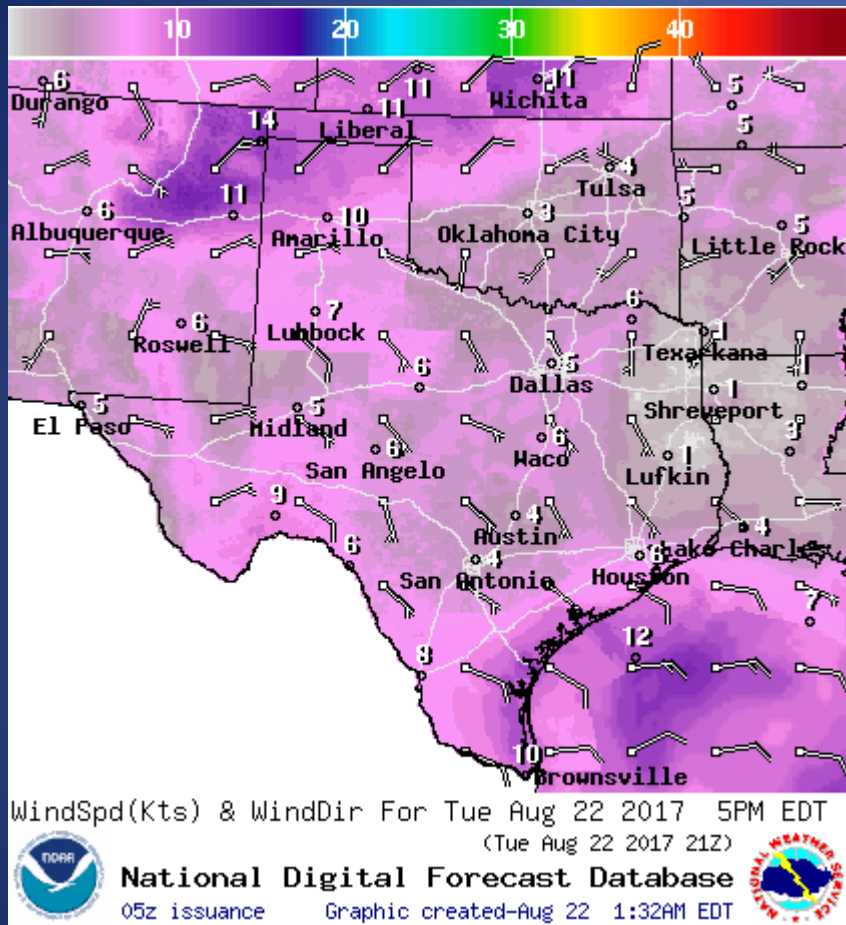 10 20 30 40
6 11 11 5
Durango Wichita
11
14 Liberal 5
4
Tulsa
6 11 10 3 5 5
Albuquerque Amarillo Oklahoma City Little Rock
6 7 6 1
Roswell Lubbock Texarkana
6 5 1 1
Dallas Shreveport
5 5
El Paso Midland
6 6 1 3
San Angelo Waco Lufkin
9 4 4
Austin Lake Charles
6 4 6
San Antonio Houston
7
12
8
10
Brownsville
WindSpd(Kts) & WindDir For Tue Aug 22 2017 5PM EDT
(Tue Aug 22 2017 21Z)
National Digital Forecast Database
05z issuance Graphic created-Aug 22 1:32AM EDT
NOAA
NATIONAL WEATHER SERVICE